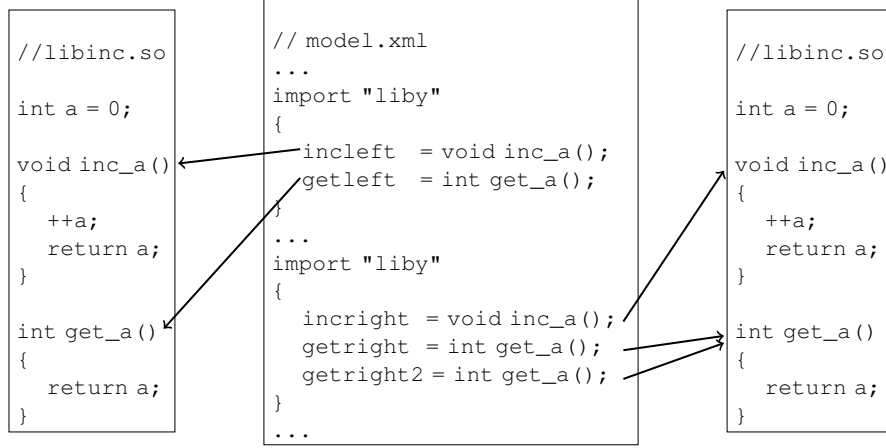 //libinc.so
int a = 0;
void inc_a()
{
++a;
return a;
}
int get_a()
{
return a;
}
// model.xml
...
import "liby"
{
incleft = void inc_a();
getleft = int get_a();
}
...
import "liby"
{
incright = void inc_a();
getright = int get_a();
getright2 = int get_a();
}
...
//libinc.so
int a = 0;
void inc_a()
{
++a;
return a;
}
int get_a()
{
return a;
}